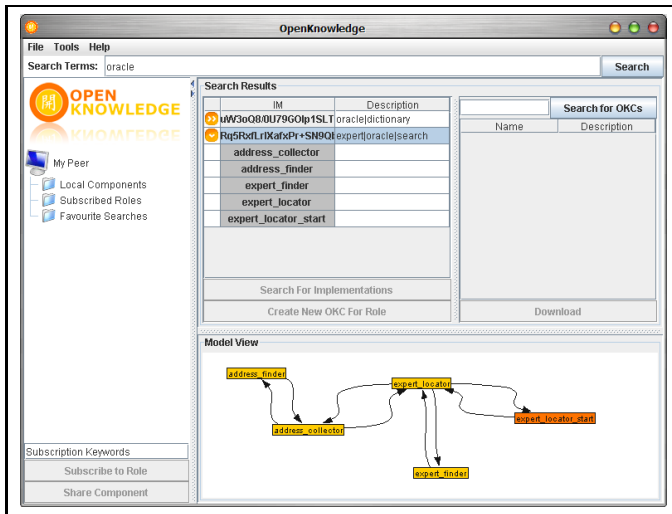 OpenKnowledge
File Tools Help
Search Terms: oracle Search
開 OPEN
KNOWLEDGE
My Peer
Local Components
Subscribed Roles
Favourite Searches
Subscription Keywords
Subscribe to Role
Share Component
Search Results
IM Description
oracle|dictionary
expert|oracle|search
address_collector
address_finder
expert_finder
expert_locator
expert_locator_start
Search For Implementations
Create New OKC For Role
Search for OKCs
Name Description
Download
Model View
address_finder
expert_locator
expert_locator_start
address_collector
expert_finder